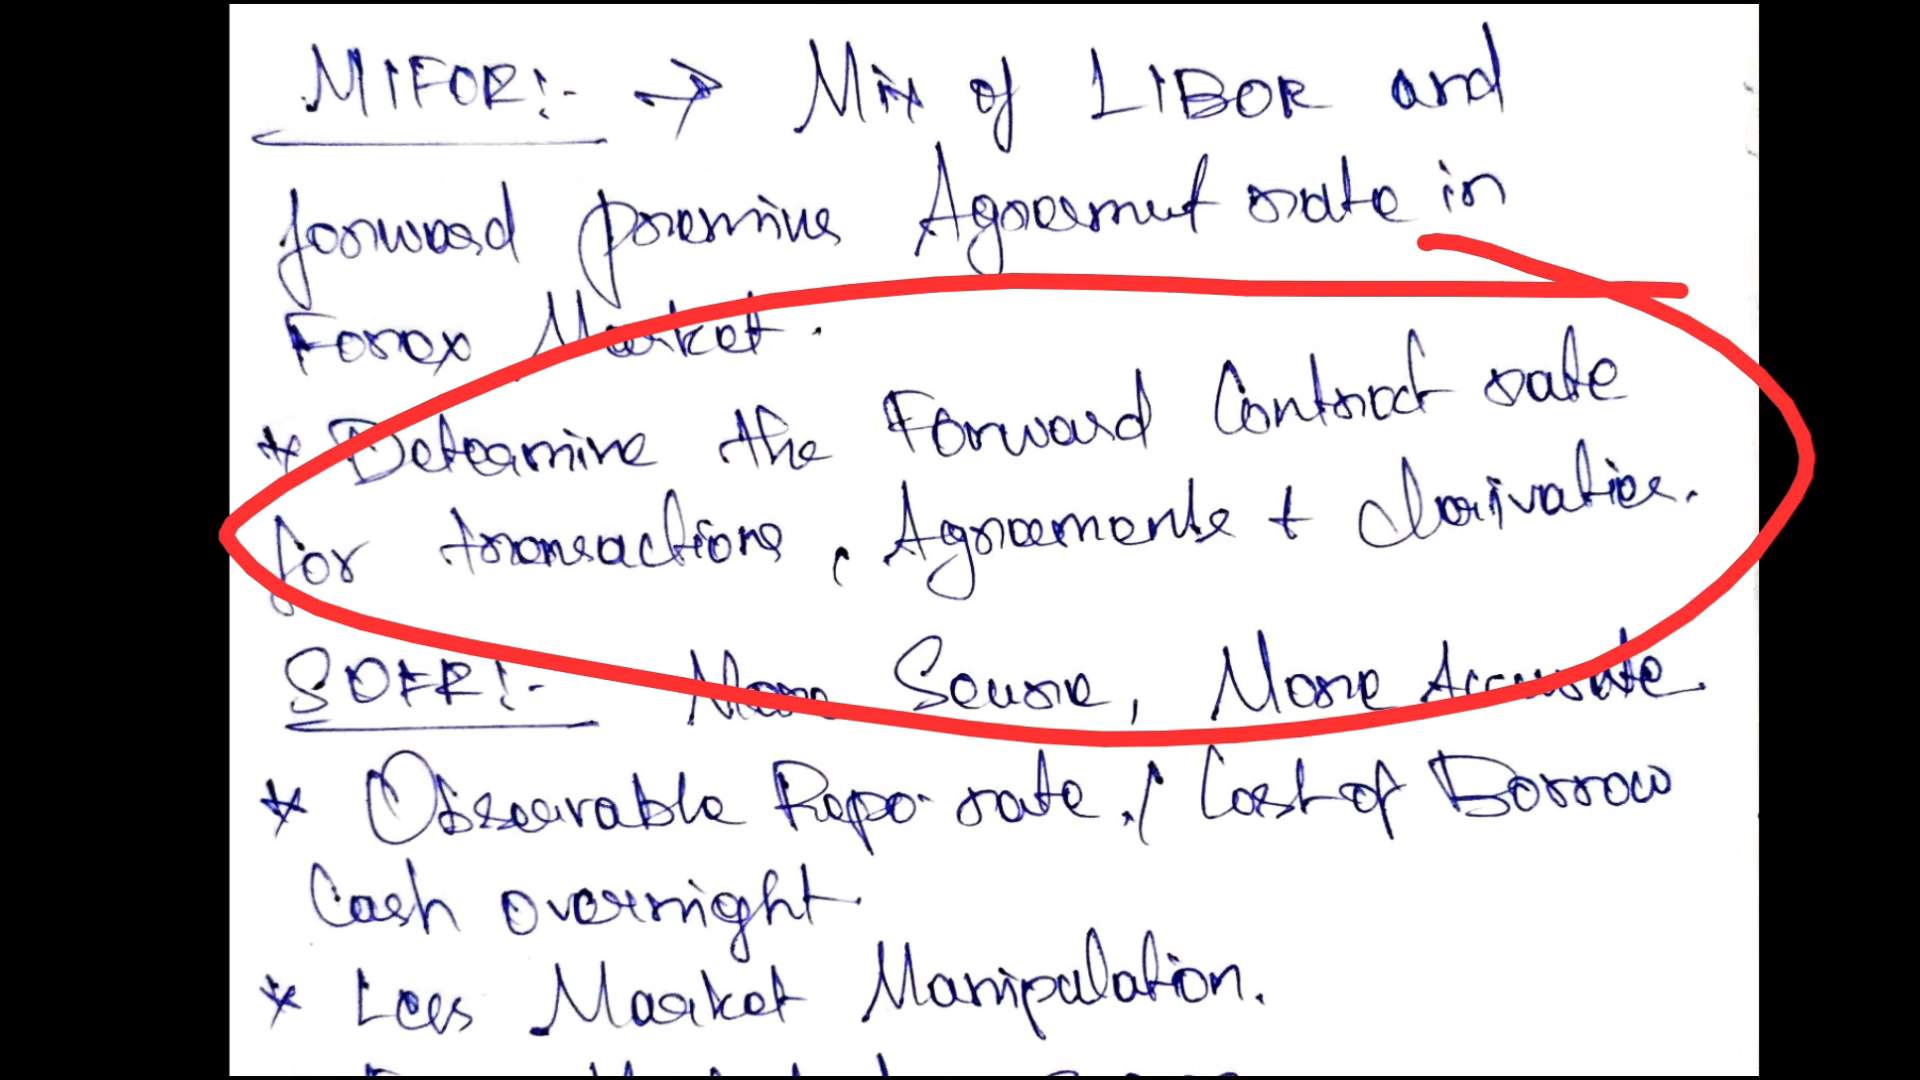 MIFOR:- → Mix of LIBOR and
forward premium Agreement rate in
Forex Market.
* Determine the Forward Contract rate
for transactions, Agreements + derivaties.
SOFR:- More Secure, More Accurate
* Observable Repo rate. / Cost of Borrow
Cash overnight.
* Less Market Manipulation.